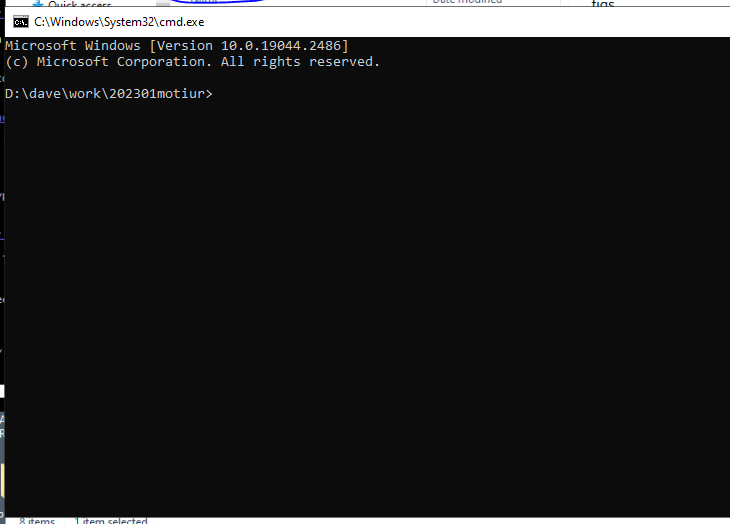 Quick access
Date modified
figs
C:\Windows\System32\cmd.exe
Microsoft Windows [Version 10.0.19044.2486]
(c) Microsoft Corporation. All rights reserved.
D:\dave\work\202301motiur>
8 items
1 item selected